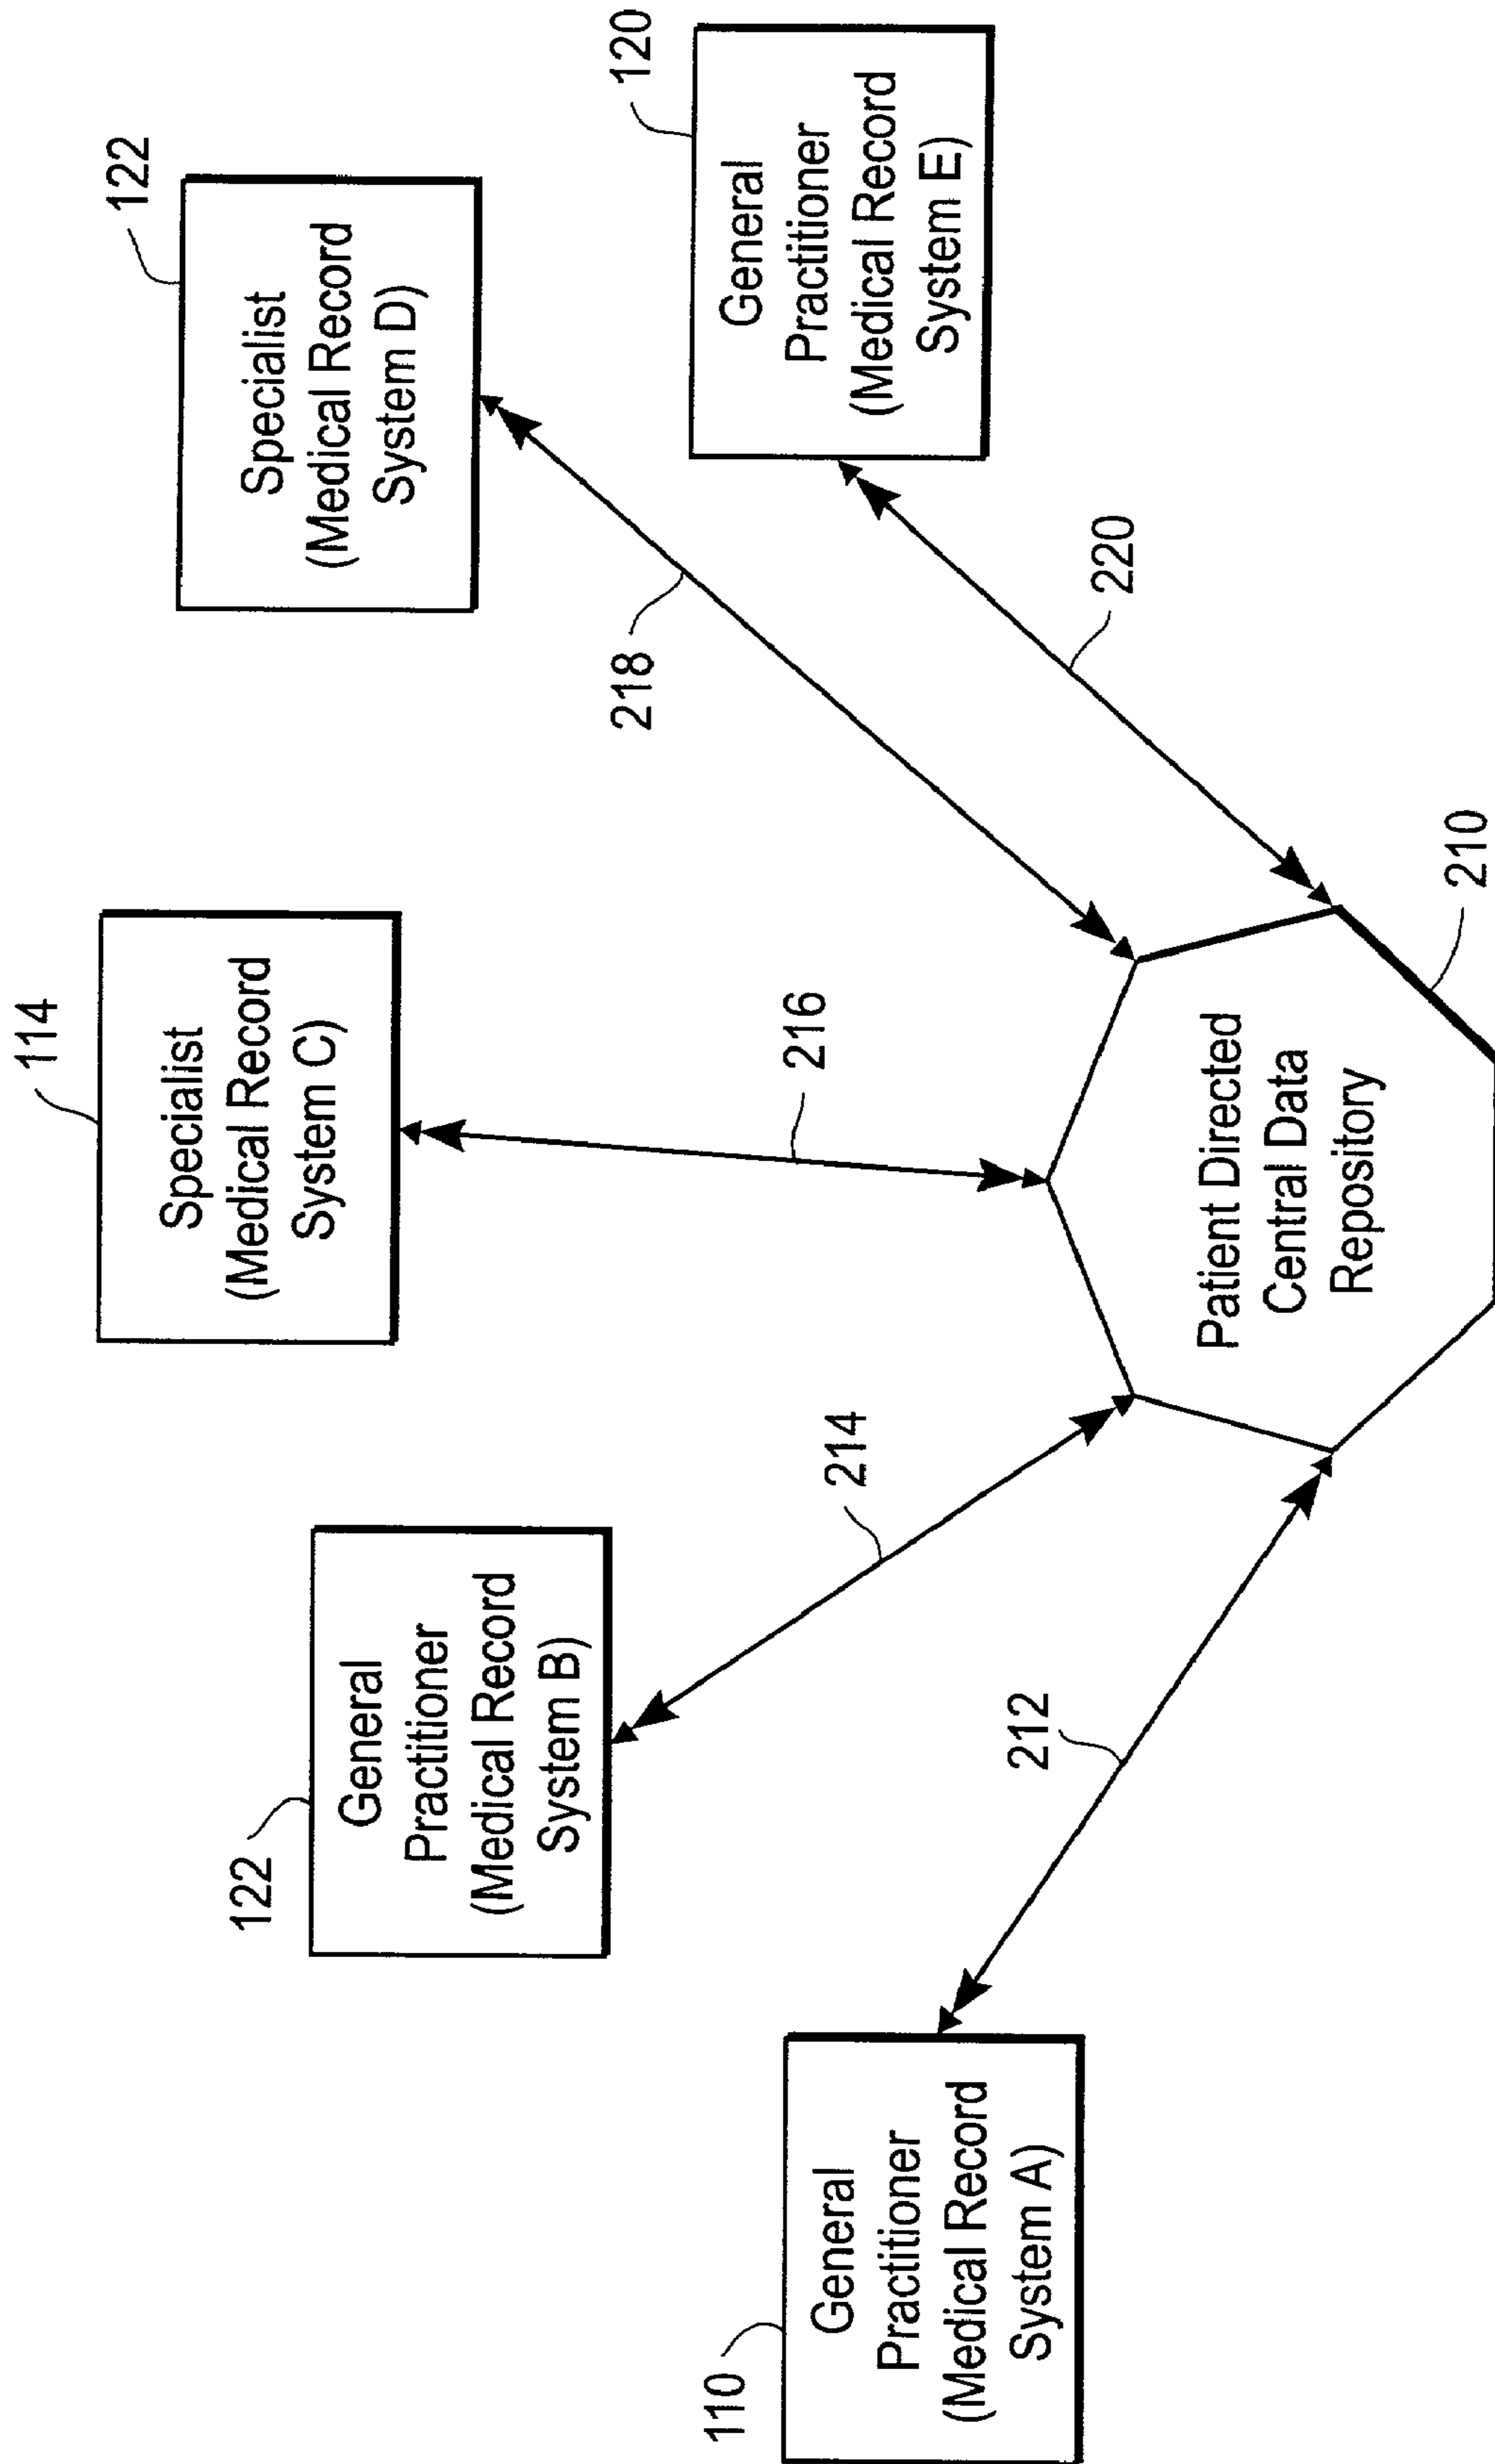 110
General
Practitioner
(Medical Record
System A)
122
General
Practitioner
(Medical Record
System B)
114
Specialist
(Medical Record
System C)
122
Specialist
(Medical Record
System D)
120
General
Practitioner
(Medical Record
System E)
212
214
216
218
220
Patient Directed
Central Data
Repository
210